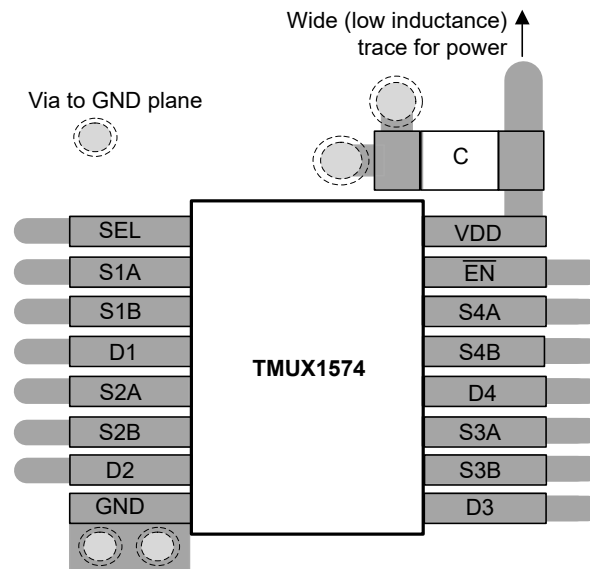 Wide (low inductance)
trace for power
Via to GND plane
C
SEL
S1A
S1B
D1
S2A
S2B
D2
GND
TMUX1574
VDD
E̅N̅
S4A
S4B
D4
S3A
S3B
D3